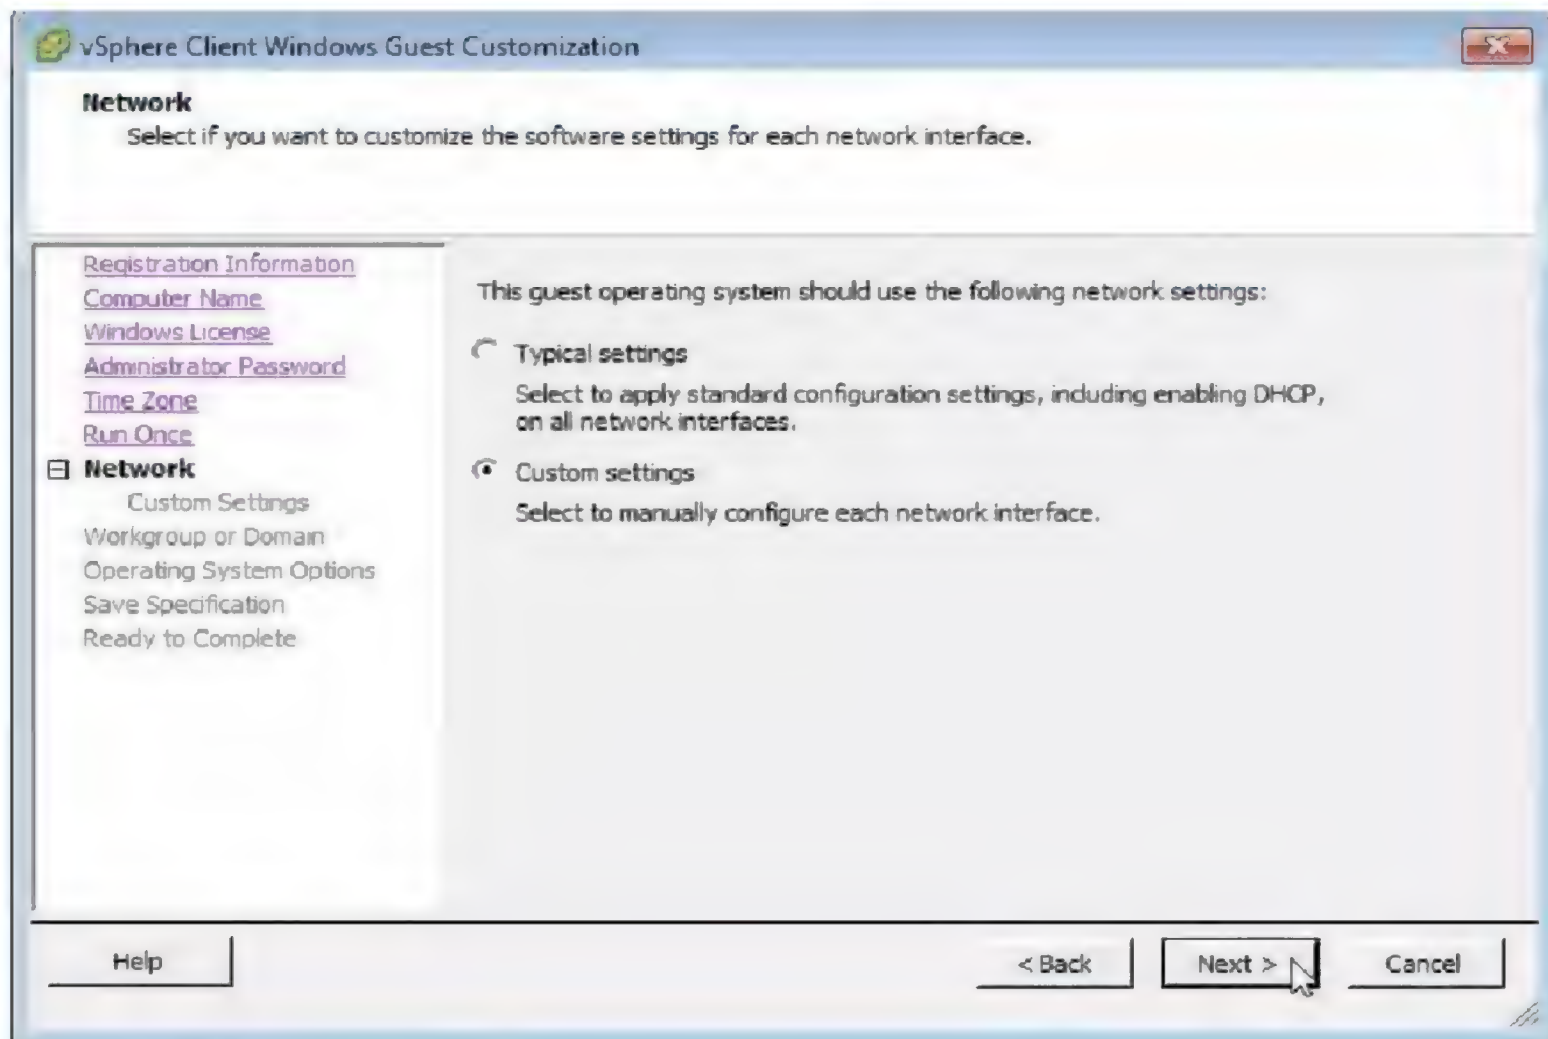 vSphere Client Windows Guest Customization
Network
Select if you want to customize the software settings for each network interface.
Registration Information
Computer Name
Windows License
Administrator Password
Time Zone
Run Once
Network
Custom Settings
Workgroup or Domain
Operating System Options
Save Specification
Ready to Complete
This guest operating system should use the following network settings:
Typical settings
Select to apply standard configuration settings, including enabling DHCP,
on all network interfaces.
Custom settings
Select to manually configure each network interface.
Help
< Back
Next >
Cancel